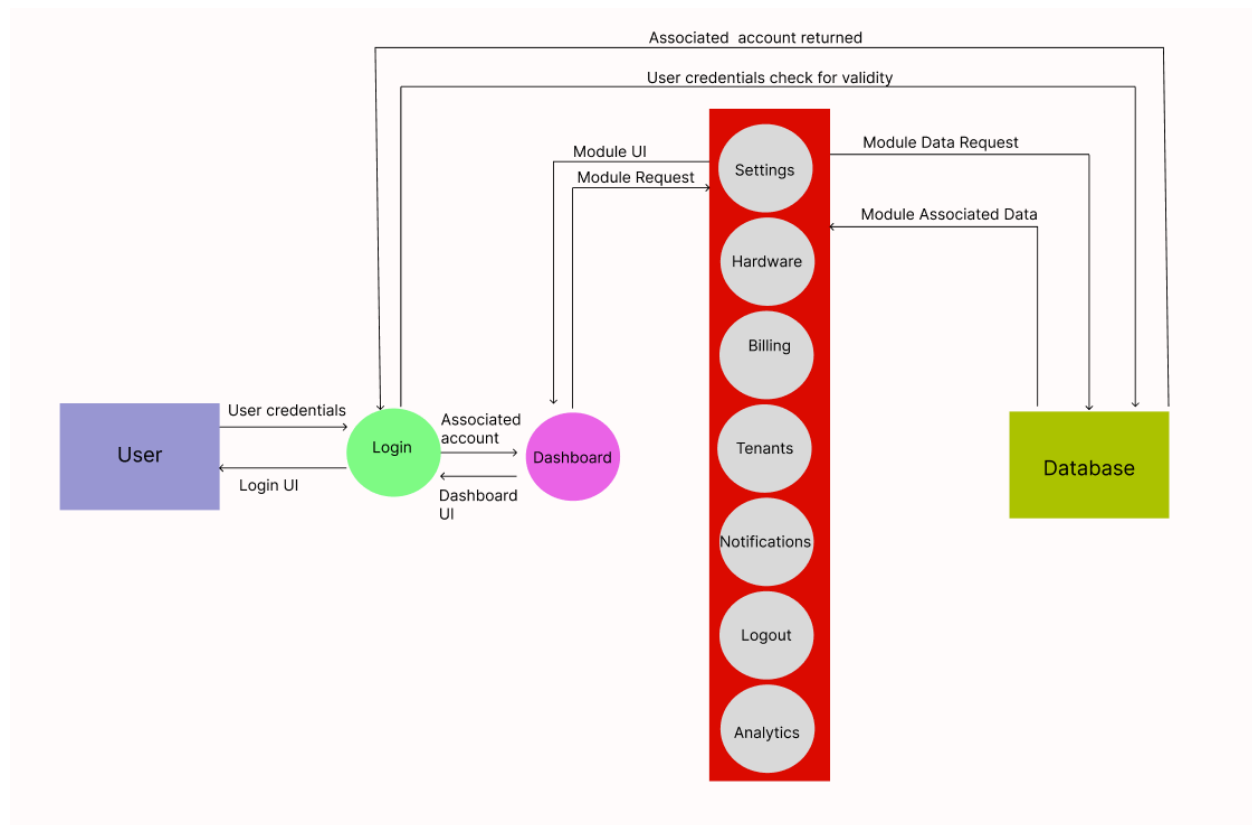 Associated  account returned
User credentials check for validity
Module UI
Module Request
Module Data Request
Module Associated Data
Settings
Hardware
Billing
Tenants
Notifications
Logout
Analytics
User
User credentials
Login UI
Login
Associated
account
Dashboard
UI
Dashboard
Database